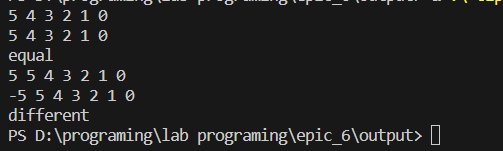 5 4 3 2 1 0
5 4 3 2 1 0
equal
5 5 4 3 2 1 0
-5 5 4 3 2 1 0
different
PS D:\programing\lab programing\epic_6\output>